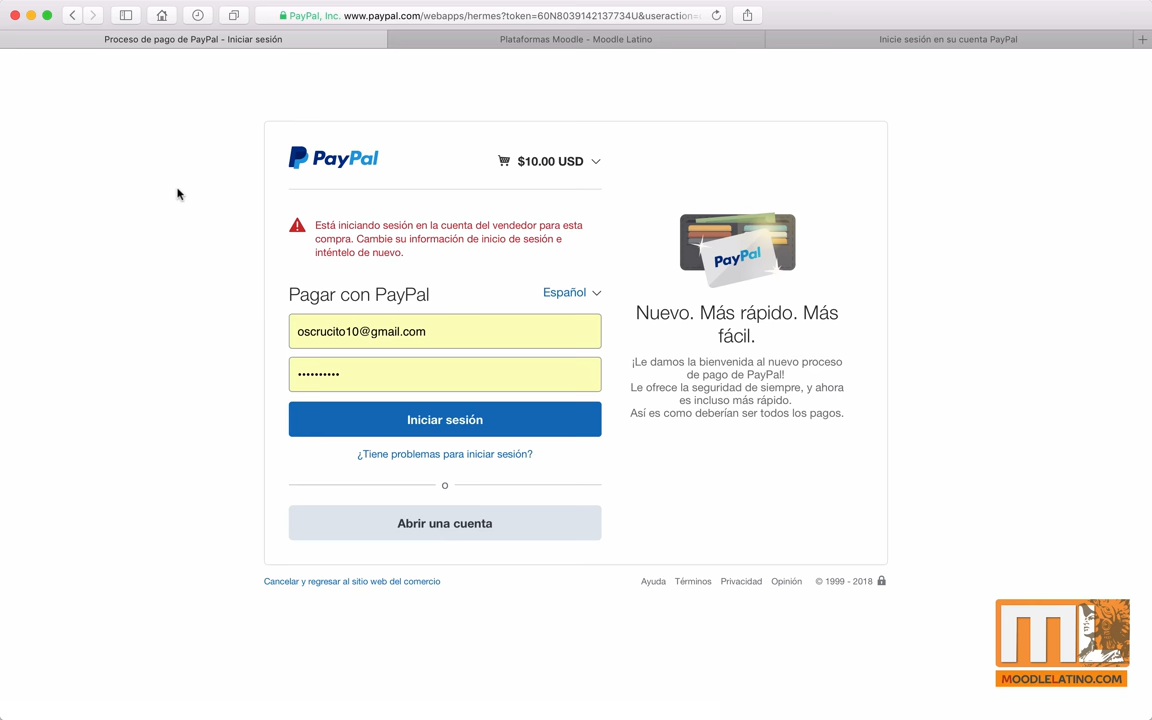 PayPal, Inc. www.paypal.com/webapps/hermes?token=60N8039142137734U&useraction=
Proceso de pago de PayPal - Iniciar sesión
Plataformas Moodle - Moodle Latino
Inicie sesión en su cuenta PayPal
PayPal
$10.00 USD
Está iniciando sesión en la cuenta del vendedor para esta
compra. Cambie su información de inicio de sesión e
inténtelo de nuevo.
Pagar con PayPal
Español
oscrucito10@gmail.com
••••••••••
Iniciar sesión
¿Tiene problemas para iniciar sesión?
o
Abrir una cuenta
PayPal
Nuevo. Más rápido. Más
fácil.
¡Le damos la bienvenida al nuevo proceso
de pago de PayPal!
Le ofrece la seguridad de siempre, y ahora
es incluso más rápido.
Así es como deberían ser todos los pagos.
Cancelar y regresar al sitio web del comercio
Ayuda Términos Privacidad Opinión © 1999 - 2018
m
MOODLELATINO.COM